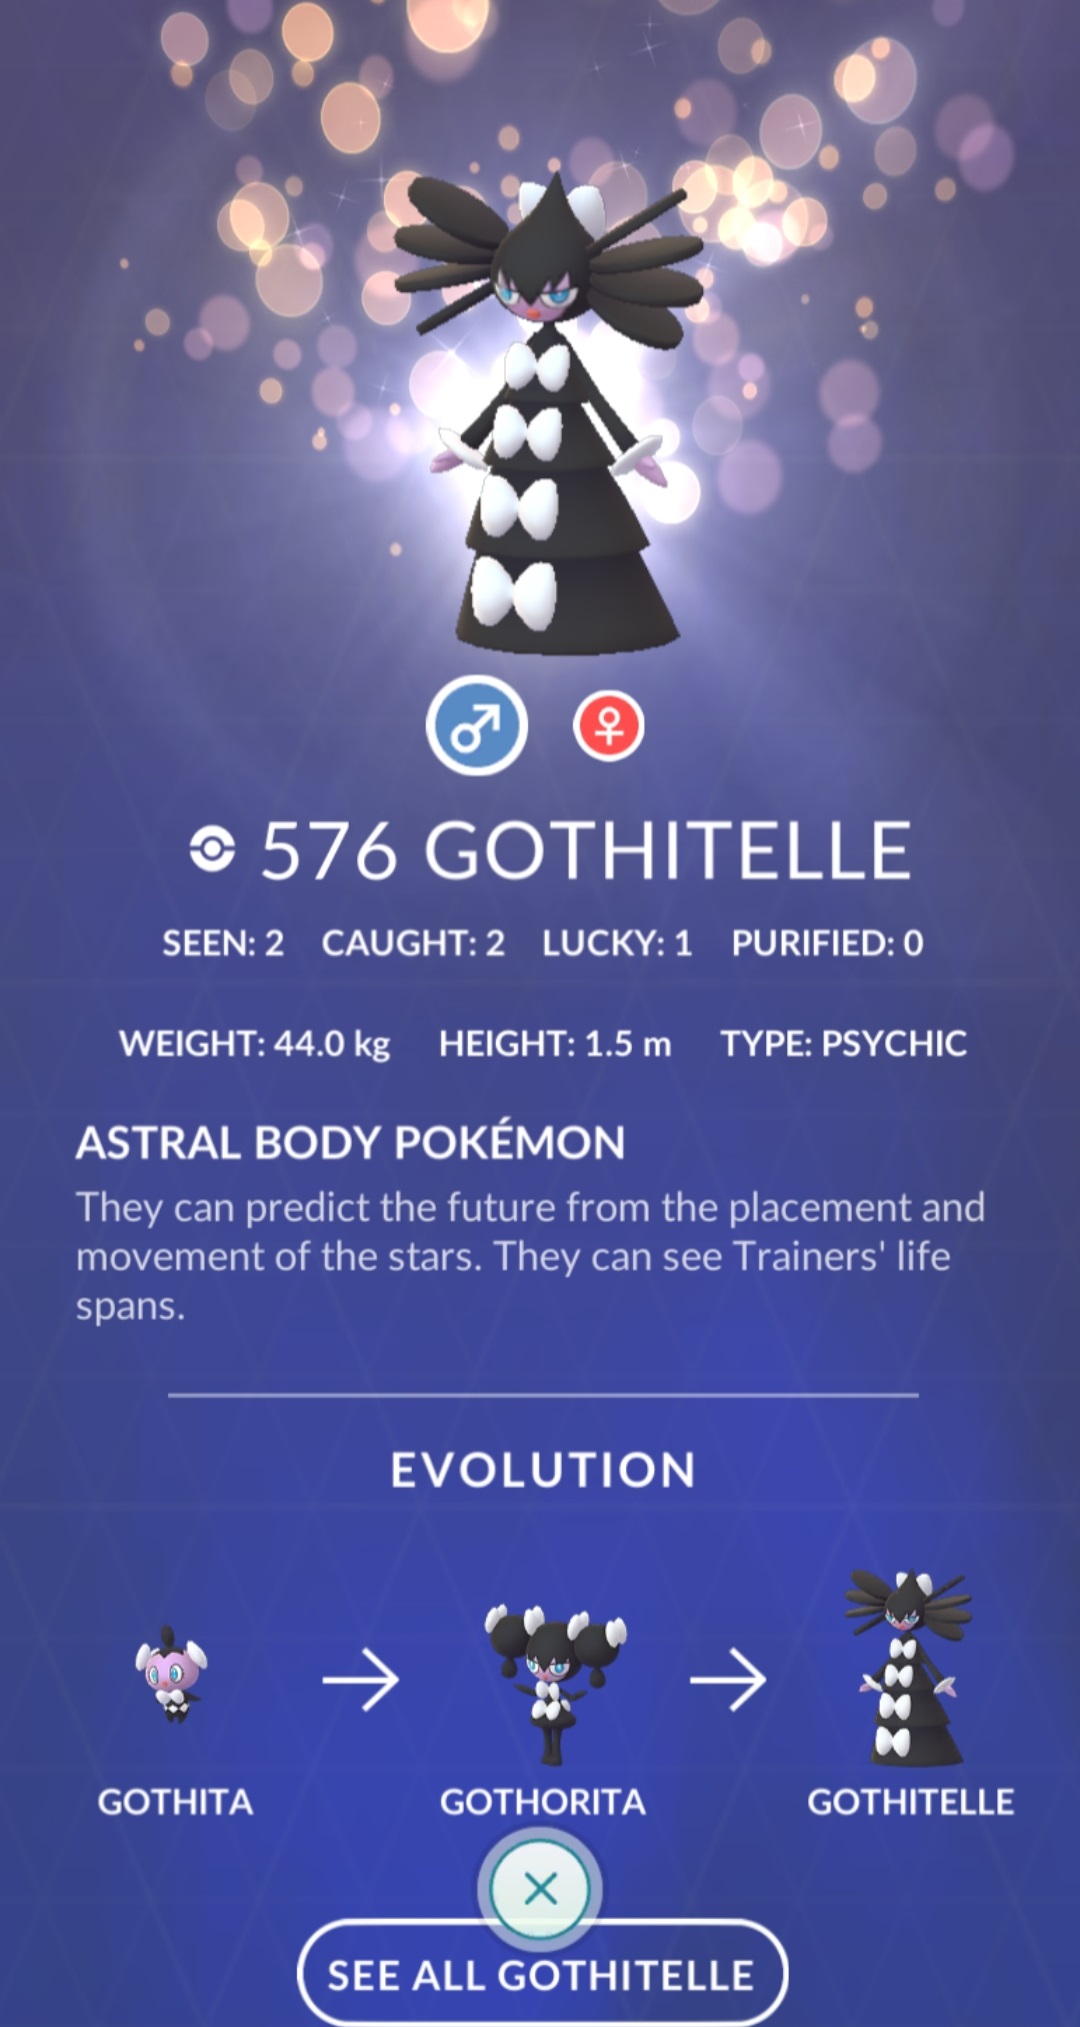 576 GOTHITELLE
SEEN: 2 CAUGHT: 2 LUCKY: 1 PURIFIED: 0
WEIGHT: 44.0 kg HEIGHT: 1.5 m TYPE: PSYCHIC
ASTRAL BODY POKÉMON
They can predict the future from the placement and
movement of the stars. They can see Trainers' life
spans.
EVOLUTION
GOTHITA GOTHORITA GOTHITELLE
SEE ALL GOTHITELLE